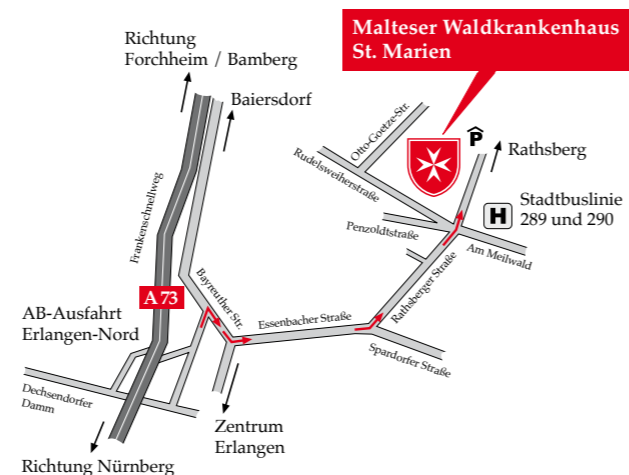 Malteser Waldkrankenhaus
St. Marien
Richtung
Forchheim / Bamberg
Baiersdorf
Otto-Goetze-Str.
P
Rathsberg
Rudelsweiherstraße
H
Stadtbuslinie
289 und 290
Penzoldtstraße
Am Meilwald
Frankenschnellweg
Rathsberger Straße
A 73
Bayreuther Str.
AB-Ausfahrt
Erlangen-Nord
Essenbacher Straße
Spardorfer Straße
Dechsendorfer
Damm
Zentrum
Erlangen
Richtung Nürnberg